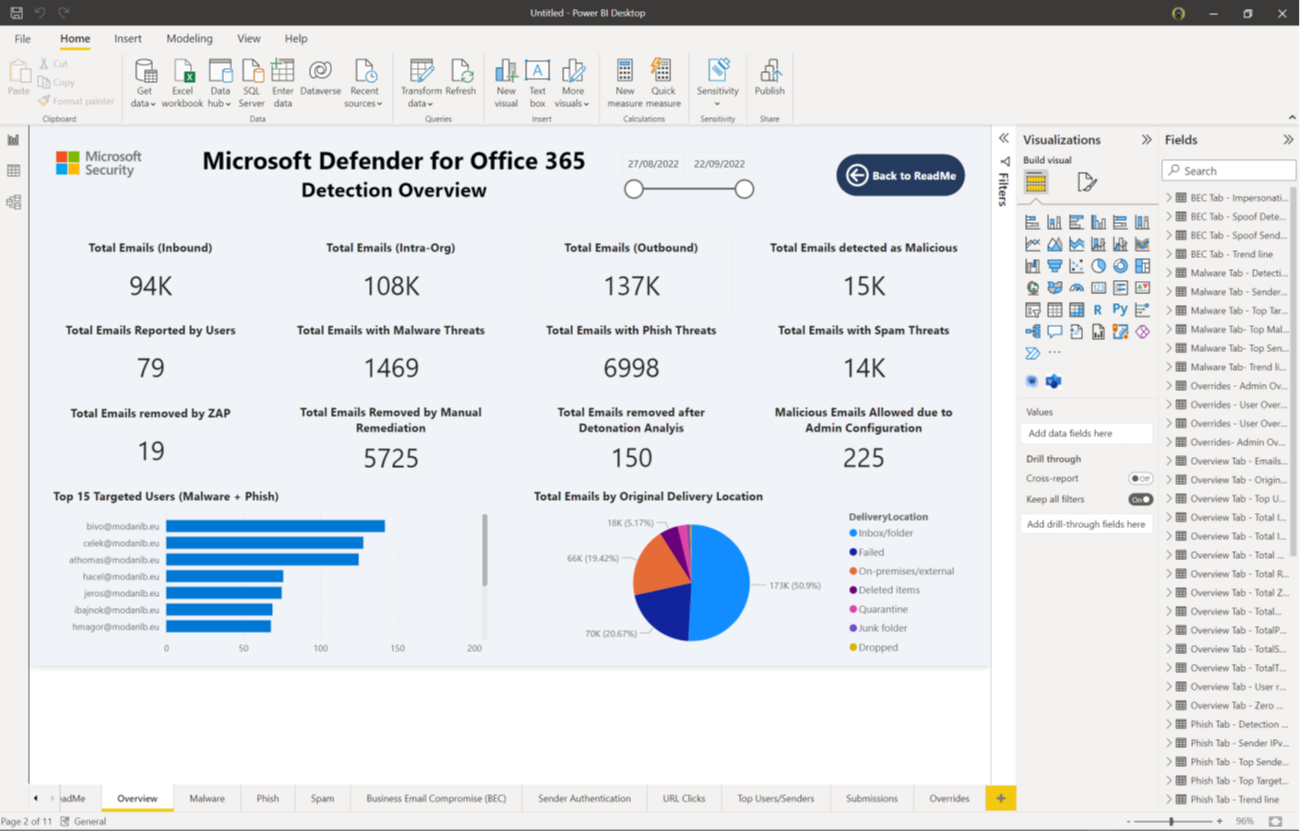 Untitled - Power BI Desktop
File Home Insert Modeling View Help
Paste
Cut
Copy
Format painter
Clipboard
Get data
Excel workbook
Data hub
SQL Server
Enter data
Dataverse
Recent sources
Data
Transform data
Refresh
Queries
New visual
Text box
More visuals
Insert
New measure
Quick measure
Calculations
Sensitivity
Sensitivity
Publish
Share
Microsoft
Security
Microsoft Defender for Office 365
Detection Overview
27/08/2022 22/09/2022
Back to ReadMe
Total Emails (Inbound)
94K
Total Emails (Intra-Org)
108K
Total Emails (Outbound)
137K
Total Emails detected as Malicious
15K
Total Emails Reported by Users
79
Total Emails with Malware Threats
1469
Total Emails with Phish Threats
6998
Total Emails with Spam Threats
14K
Total Emails removed by ZAP
19
Total Emails Removed by Manual
Remediation
5725
Total Emails removed after
Detonation Analyis
150
Malicious Emails Allowed due to
Admin Configuration
225
Top 15 Targeted Users (Malware + Phish)
bivo@modanlb.eu
celek@modanlb.eu
athomas@modanlb.eu
hacel@modanlb.eu
jeros@modanlb.eu
ibajnok@modanlb.eu
hmagor@modanlb.eu
0 50 100 150 200
Total Emails by Original Delivery Location
18K (5.17%)
66K (19.42%)
173K (50.9%)
70K (20.67%)
DeliveryLocation
Inbox/folder
Failed
On-premises/external
Deleted items
Quarantine
Junk folder
Dropped
Filters
Visualizations
Build visual
R
Py
Values
Add data fields here
Drill through
Cross-report Off
Keep all filters On
Add drill-through fields here
Fields
Search
BEC Tab - Impersonati...
BEC Tab - Spoof Dete...
BEC Tab - Spoof Send...
BEC Tab - Trend line
Malware Tab - Detecti...
Malware Tab - Sender...
Malware Tab - Top Tar...
Malware Tab- Top Mal...
Malware Tab- Top Sen...
Malware Tab- Trend li...
Overrides - Admin Ov...
Overrides - User Over...
Overrides - User Over...
Overrides- Admin Ov...
Overview Tab - Emails...
Overview Tab - Origin...
Overview Tab - Top U...
Overview Tab - Total I...
Overview Tab - Total I...
Overview Tab - Total ...
Overview Tab - Total R...
Overview Tab - Total Z...
Overview Tab - Total...
Overview Tab - TotalP...
Overview Tab - TotalS...
Overview Tab - TotalT...
Overview Tab - User r...
Overview Tab - Zero ...
Phish Tab - Detection ...
Phish Tab - Sender IPv...
Phish Tab - Top Sende...
Phish Tab - Top Target...
Phish Tab - Trend line
eadMe Overview Malware Phish Spam Business Email Compromise (BEC) Sender Authentication URL Clicks Top Users/Senders Submissions Overrides +
Page 2 of 11 General
- + 96%